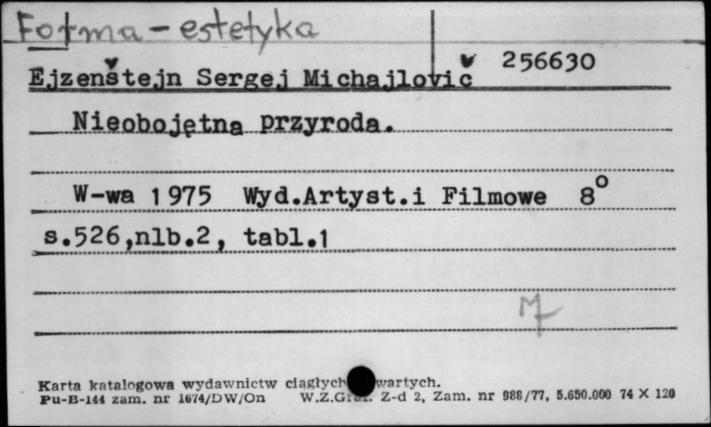 Forma - estetyka
Ejzenštejn Sergej Michajlovič 256630
Nieobojętna przyroda.
W-wa 1975 Wyd.Artyst.i Filmowe 8°
s.526,nlb.2, tabl.1
Karta katalogowa wydawnictw ciągłych wartych.
Pu-B-144 zam. nr 1674/DW/On W.Z.Graf. Z-d 2, Zam. nr 988/77, 5.650.000 74 X 120